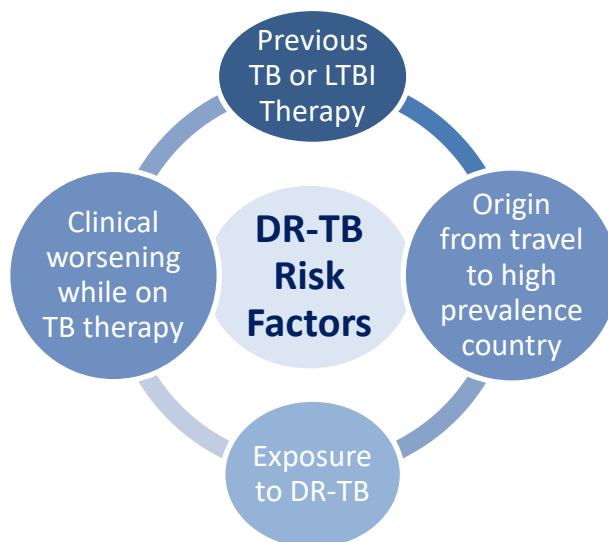 Previous
TB or LTBI
Therapy
Clinical
worsening
while on
TB therapy
DR-TB
Risk
Factors
Origin
from travel
to high
prevalence
country
Exposure
to DR-TB